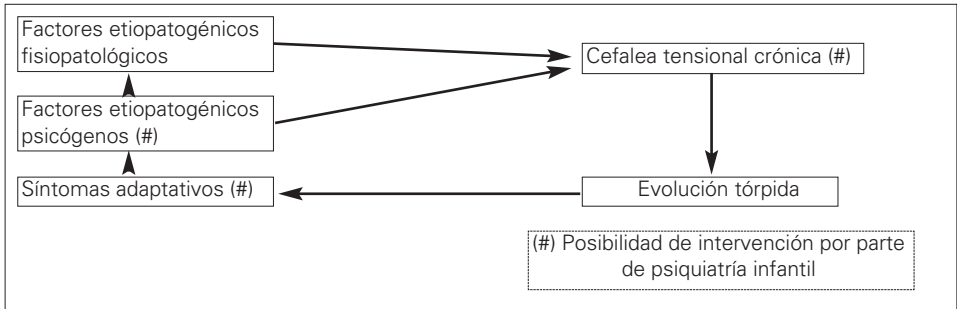 Factores etiopatogénicos
fisiopatológicos
Cefalea tensional crónica (#)
Factores etiopatogénicos
psicógenos (#)
Síntomas adaptativos (#)
Evolución tórpida
(#) Posibilidad de intervención por parte
de psiquiatría infantil